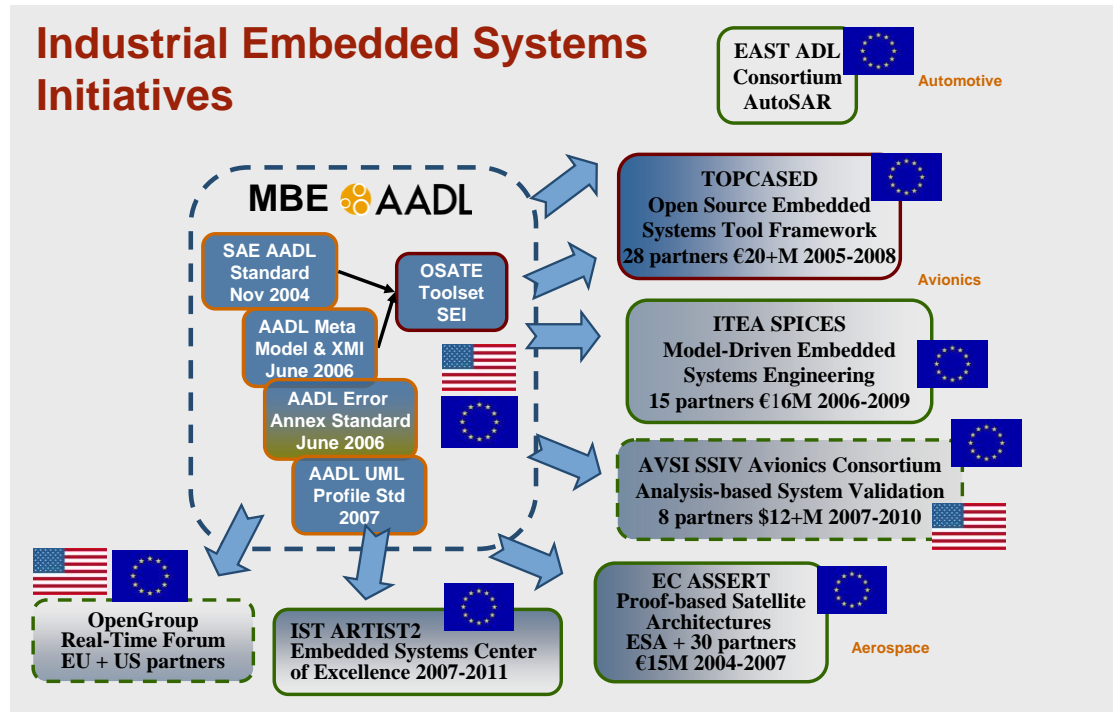 Industrial Embedded Systems
Initiatives
EAST ADL
Consortium
AutoSAR
Automotive
MBE AADL
SAE AADL
Standard
Nov 2004
OSATE
Toolset
SEI
AADL Meta
Model & XMI
June 2006
AADL Error
Annex Standard
June 2006
AADL UML
Profile Std
2007
TOPCASED
Open Source Embedded
Systems Tool Framework
28 partners €20+M 2005-2008
Avionics
ITEA SPICES
Model-Driven Embedded
Systems Engineering
15 partners €16M 2006-2009
AVSI SSIV Avionics Consortium
Analysis-based System Validation
8 partners $12+M 2007-2010
EC ASSERT
Proof-based Satellite
Architectures
ESA + 30 partners
€15M 2004-2007
Aerospace
OpenGroup
Real-Time Forum
EU + US partners
IST ARTIST2
Embedded Systems Center
of Excellence 2007-2011